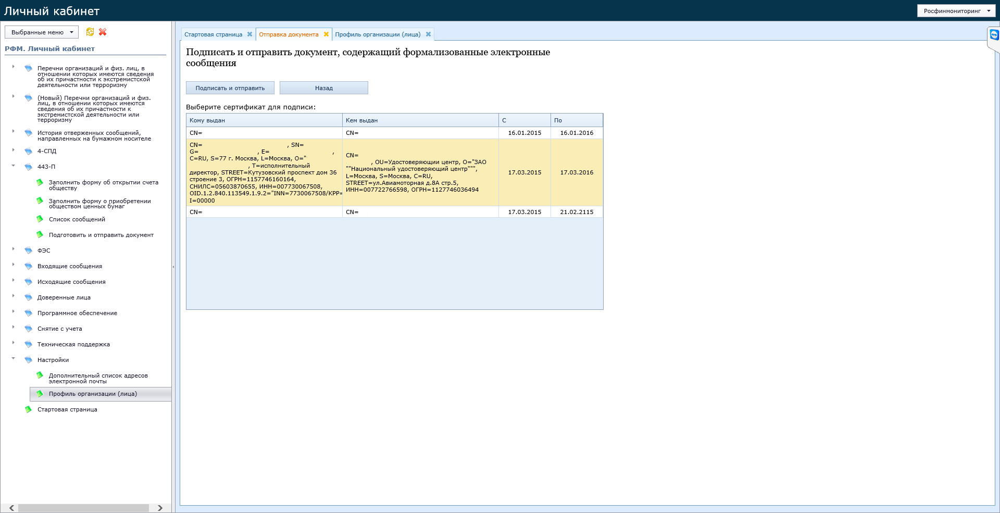 Личный кабинет
Росфинмониторинг
Выбранные меню
РФМ. Личный кабинет
Перечни организаций и физ. лиц, в
отношении которых имеются сведения
об их причастности к экстремистской
деятельности или терроризму
(Новый) Перечни организаций и физ.
лиц, в отношении которых имеются
сведения об их причастности к
экстремистской деятельности или
терроризму
История отверженных сообщений,
направленных на бумажном носителе
4-СПД
443-П
Заполнить форму об открытии счета
обществу
Заполнить форму о приобретении
обществом ценных бумаг
Список сообщений
Подготовить и отправить документ
ФЭС
Входящие сообщения
Исходящие сообщения
Доверенные лица
Программное обеспечение
Снятие с учета
Техническая поддержка
Настройки
Дополнительный список адресов
электронной почты
Профиль организации (лица)
Стартовая страница
Стартовая страница
Отправка документа
Профиль организации (лица)
Подписать и отправить документ, содержащий формализованные электронные
сообщения
Подписать и отправить
Назад
Выберите сертификат для подписи:
Кому выдан
Кем выдан
С
По
CN=
CN=
16.01.2015
16.01.2016
CN= , SN=
G= , E= ,
C=RU, S=77 г. Москва, L=Москва, O="
, T=исполнительный
директор, STREET=Кутузовский проспект дом 36
строение 3, ОГРН=1157746160164,
СНИЛС=05603870655, ИНН=007730067508,
OID.1.2.840.113549.1.9.2="INN=7730067508/KPP=
I=00000
CN=
, OU=Удостоверяющии центр, O="ЗАО
""Национальный удостоверяющий центр""",
L=Москва, S=Москва, C=RU,
STREET=ул.Авиамоторная д.8А стр.5,
ИНН=007722766598, ОГРН=1127746036494
17.03.2015
17.03.2016
CN=
CN=
17.03.2015
21.02.2115